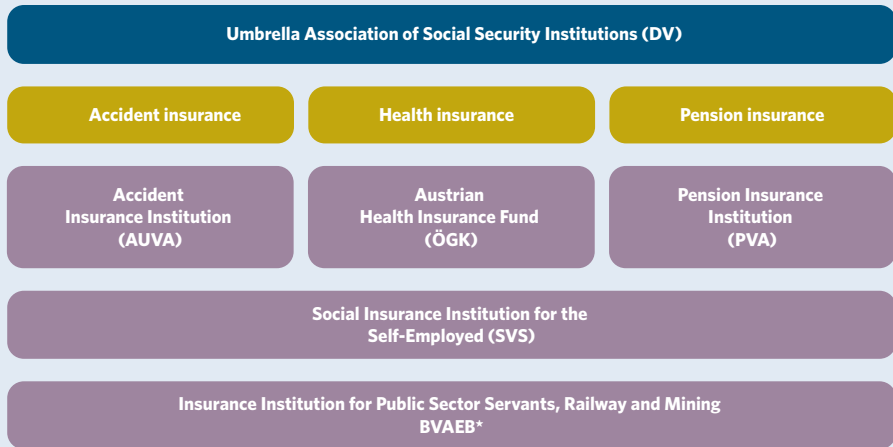 Umbrella Association of Social Security Institutions (DV)
Accident insurance
Health insurance
Pension insurance
Accident
Insurance Institution
(AUVA)
Austrian
Health Insurance Fund
(ÖGK)
Pension Insurance
Institution
(PVA)
Social Insurance Institution for the
Self-Employed (SVS)
Insurance Institution for Public Sector Servants, Railway and Mining
BVAEB*